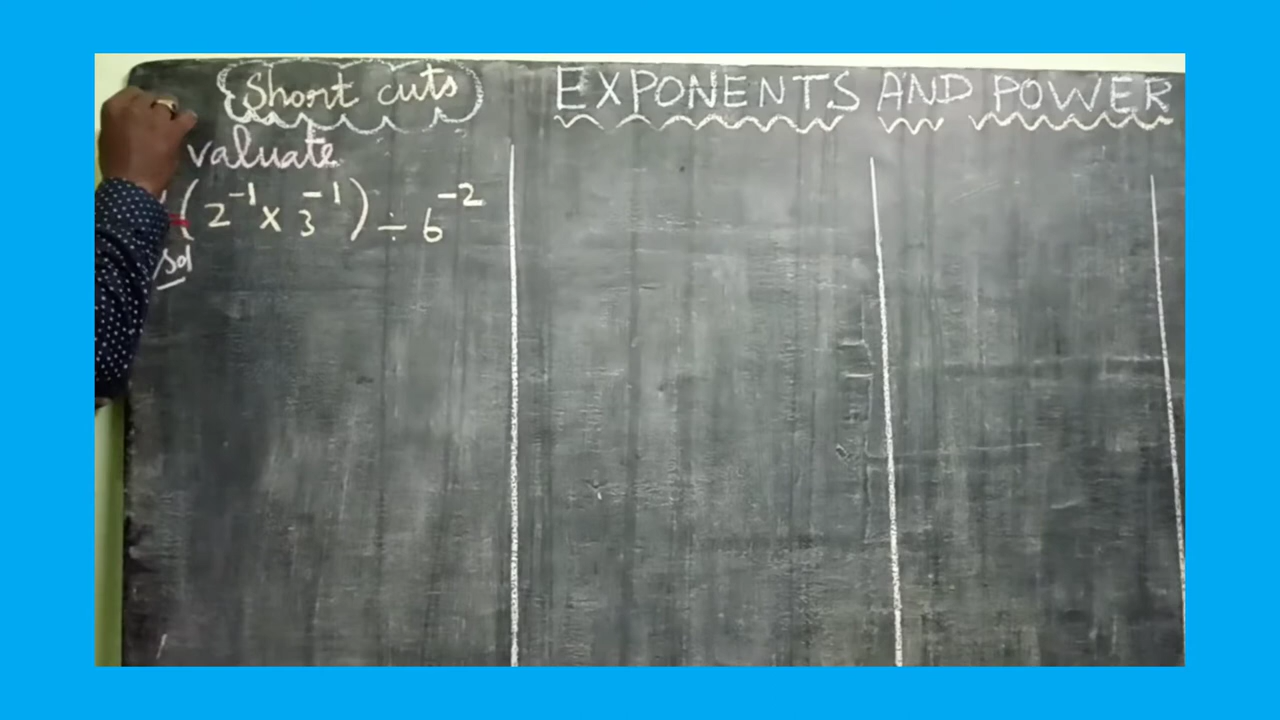 Short cuts
EXPONENTS AND POWER
valuate
(2⁻¹ × 3⁻¹) ÷ 6⁻²
Sol